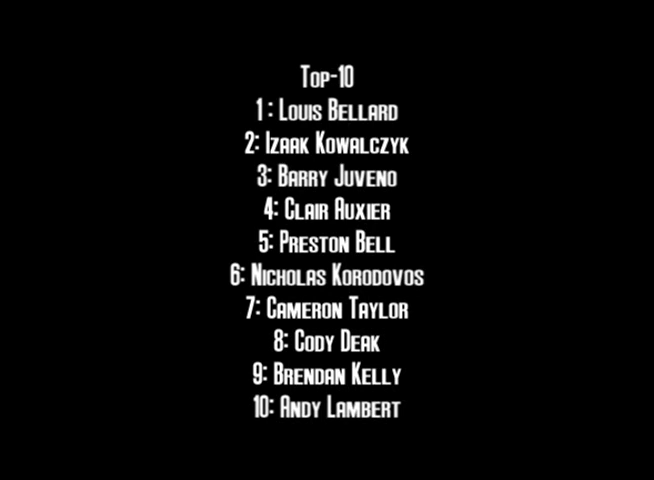 Top-10
1 : Louis Bellard
2: Izaak Kowalczyk
3: Barry Juveno
4: Clair Auxier
5: Preston Bell
6: Nicholas Korodovos
7: Cameron Taylor
8: Cody Deak
9: Brendan Kelly
10: Andy Lambert